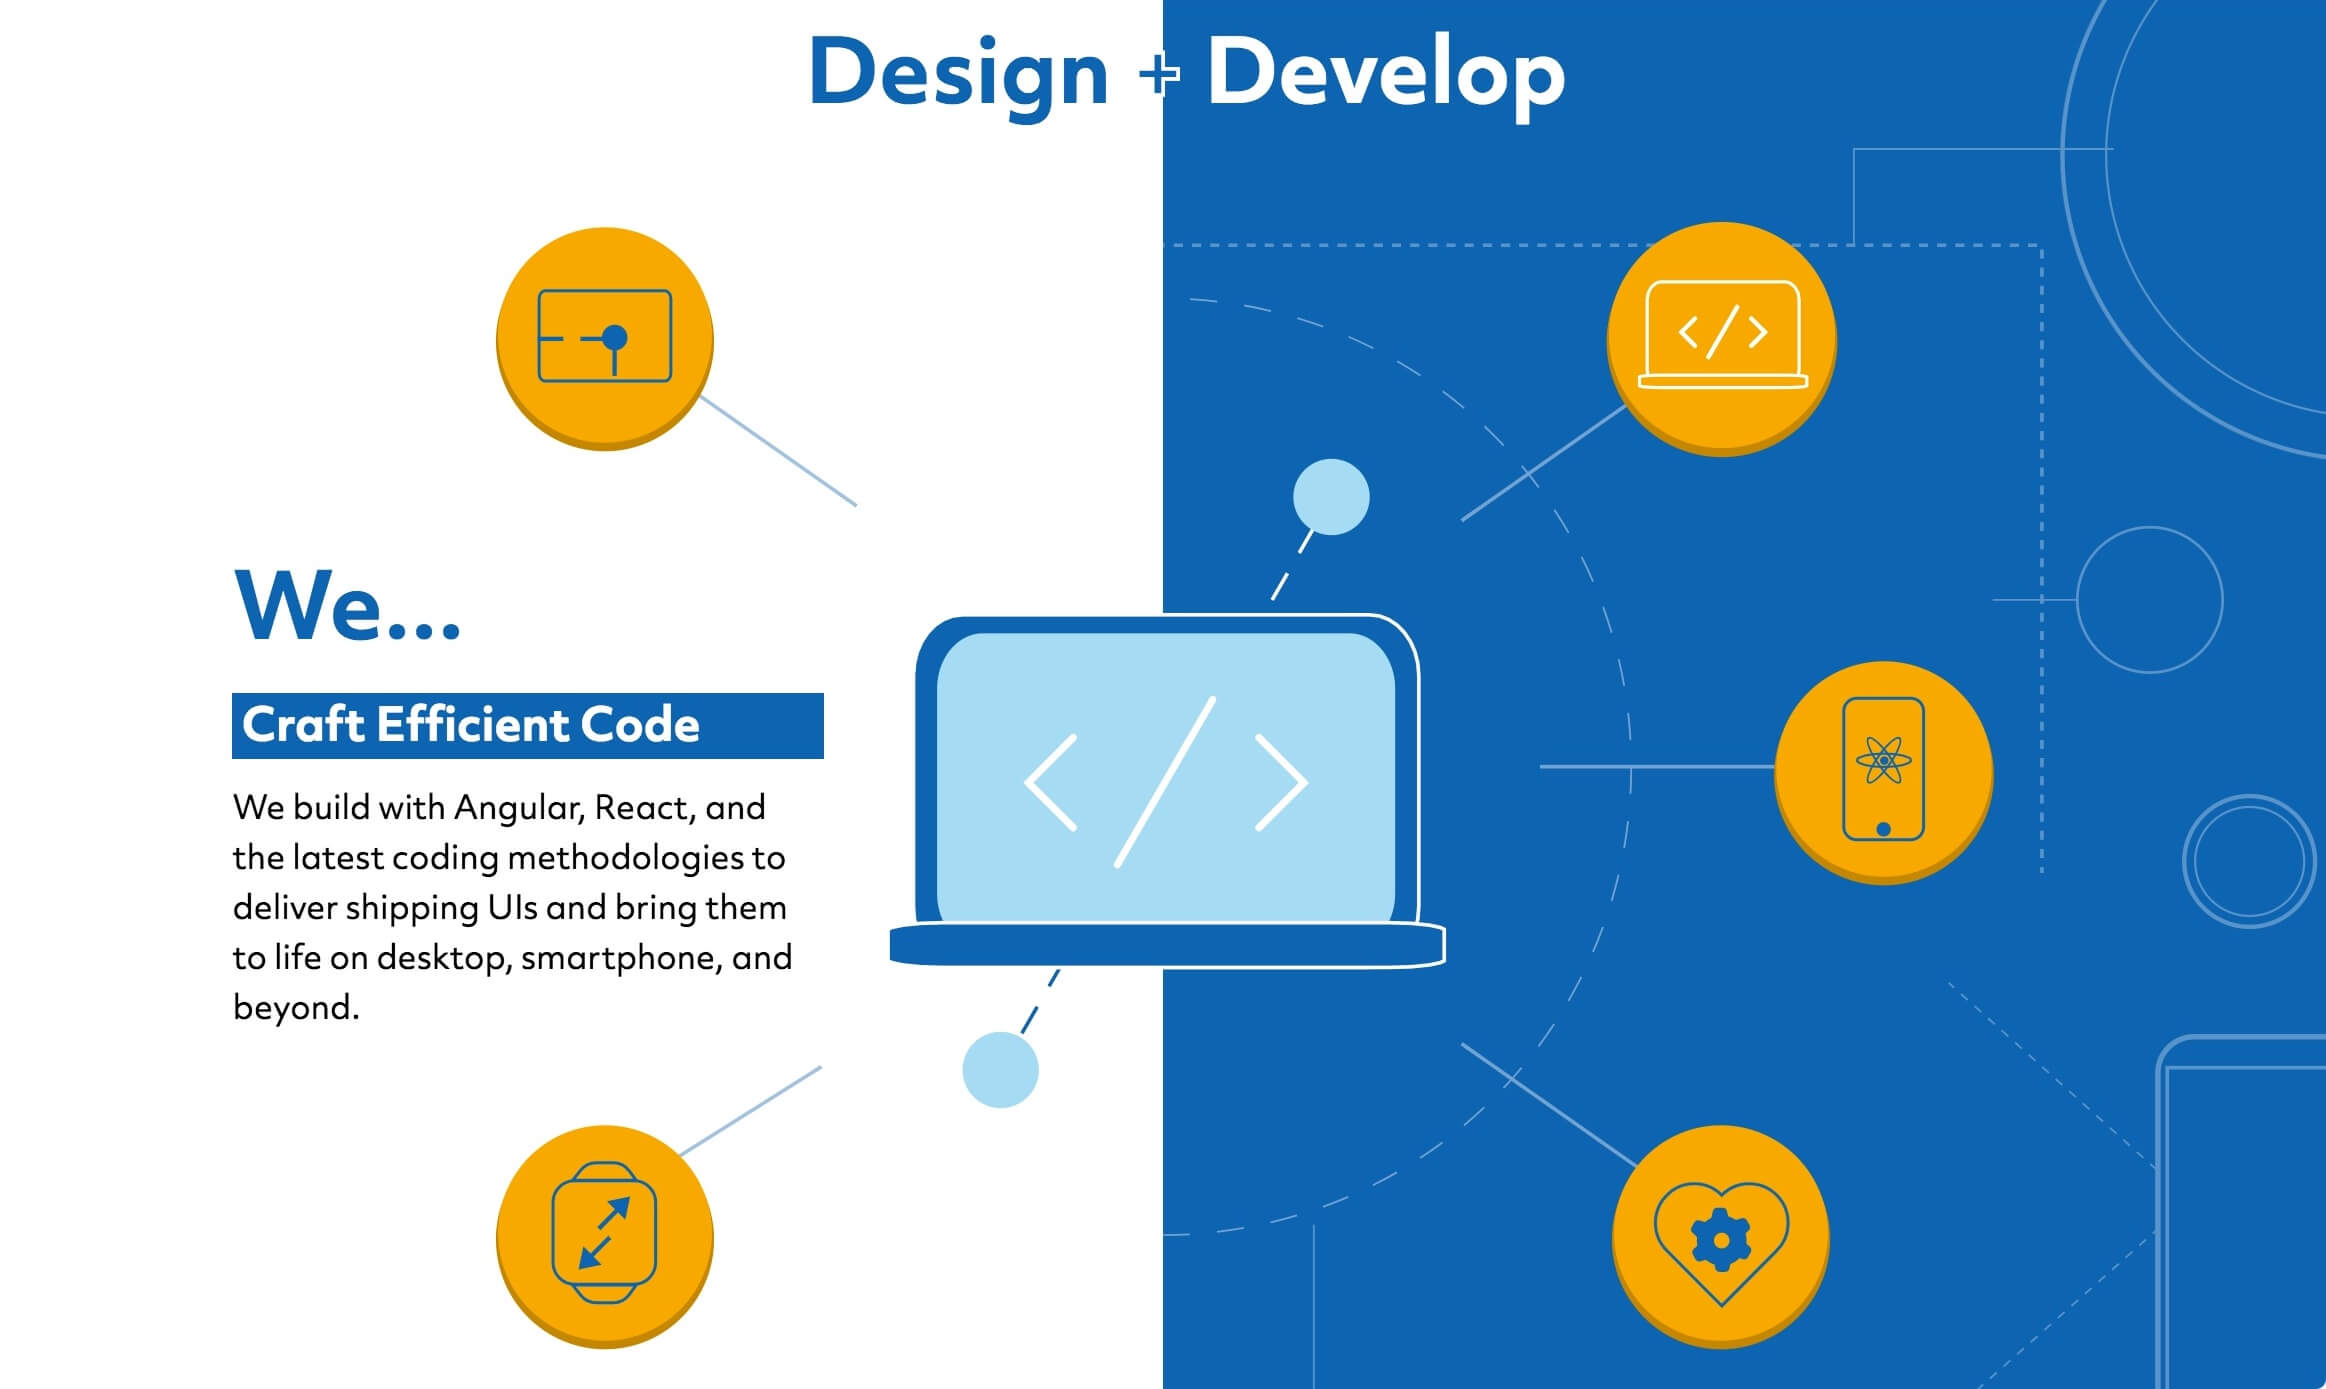 Design + Develop
We...
Craft Efficient Code
We build with Angular, React, and
the latest coding methodologies to
deliver shipping UIs and bring them
to life on desktop, smartphone, and
beyond.